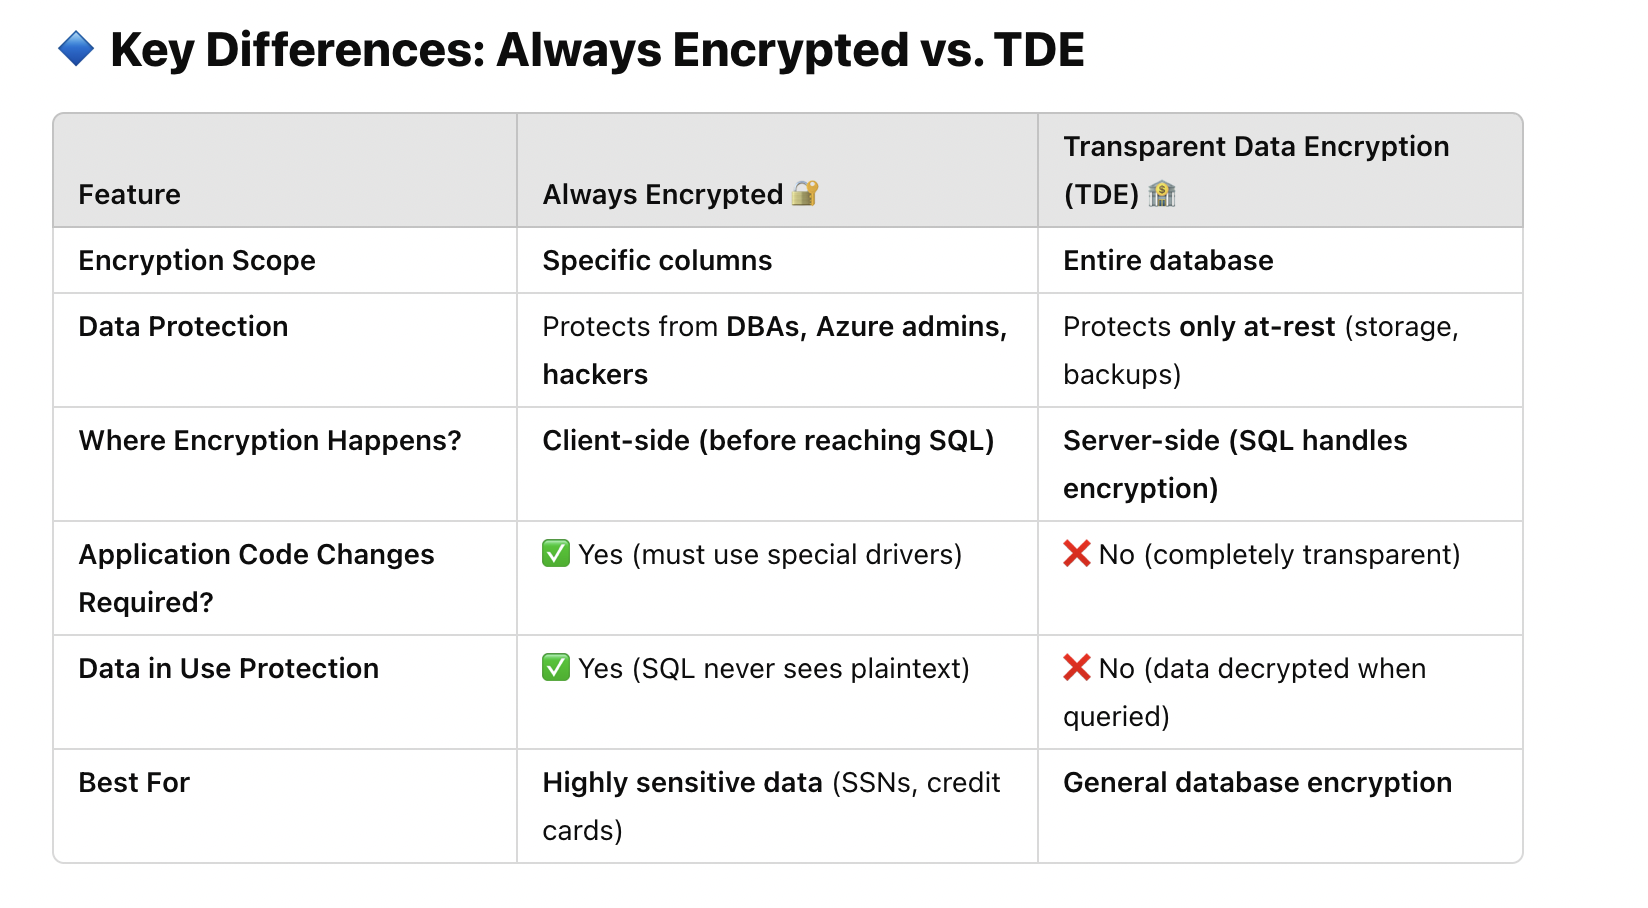 🔷 Key Differences: Always Encrypted vs. TDE
Feature
Always Encrypted 🔐
Transparent Data Encryption
(TDE) 🏦
Encryption Scope
Specific columns
Entire database
Data Protection
Protects from DBAs, Azure admins,
hackers
Protects only at-rest (storage,
backups)
Where Encryption Happens?
Client-side (before reaching SQL)
Server-side (SQL handles
encryption)
Application Code Changes
Required?
✅ Yes (must use special drivers)
❌ No (completely transparent)
Data in Use Protection
✅ Yes (SQL never sees plaintext)
❌ No (data decrypted when
queried)
Best For
Highly sensitive data (SSNs, credit
cards)
General database encryption